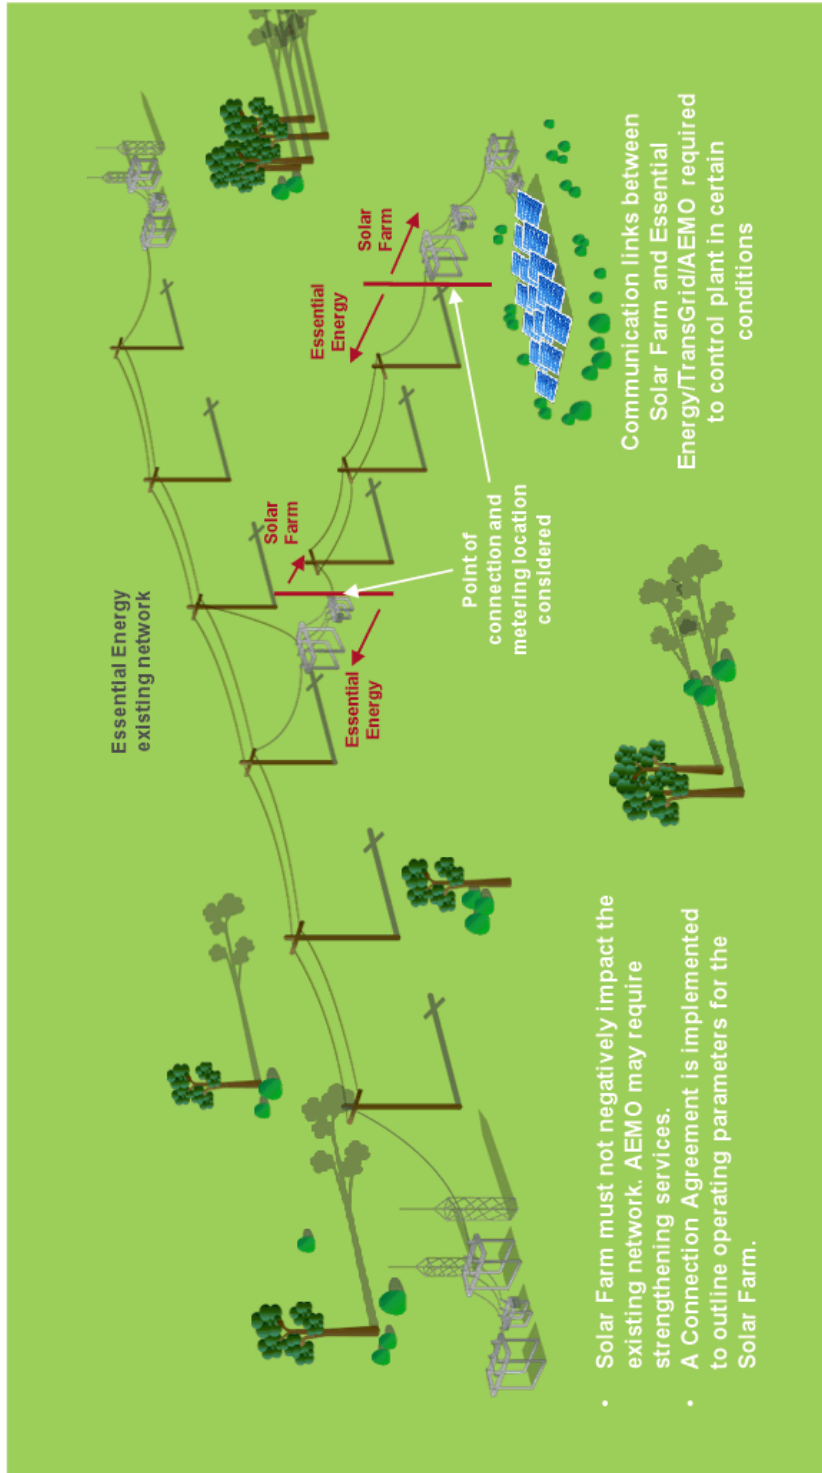 Essential Energy
existing network
Solar
Farm
Essential
Energy
Essential
Energy
Solar
Farm
Point of
connection and
metering location
considered
• Solar Farm must not negatively impact the
existing network. AEMO may require
strengthening services.
• A Connection Agreement is implemented
to outline operating parameters for the
Solar Farm.
Communication links between
Solar Farm and Essential
Energy/TransGrid/AEMO required
to control plant in certain
conditions